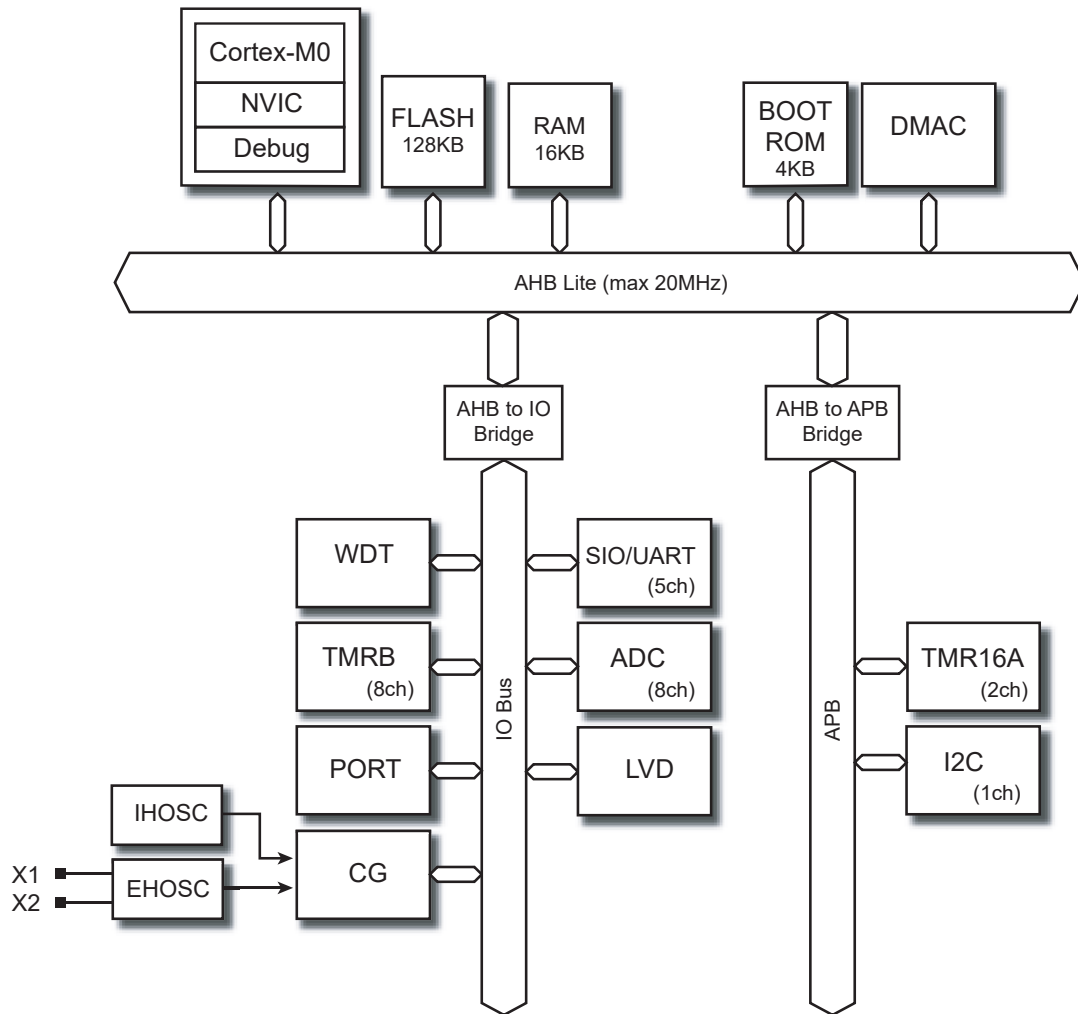 Cortex-M0
NVIC
Debug
FLASH
128KB
RAM
16KB
BOOT
ROM
4KB
DMAC
AHB Lite (max 20MHz)
AHB to IO
Bridge
AHB to APB
Bridge
WDT
SIO/UART
(5ch)
TMRB
(8ch)
ADC
(8ch)
TMR16A
(2ch)
IO Bus
APB
PORT
LVD
I2C
(1ch)
IHOSC
X1
X2
EHOSC
CG